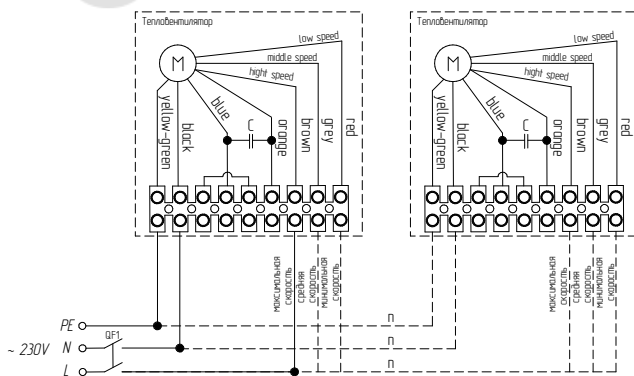 Тепловентилятор
M
low speed
middle speed
hight speed
yellow-green
black
blue
C
orange
brown
grey
red
максимальная
скорость
средняя
скорость
минимальная
скорость
Тепловентилятор
M
low speed
middle speed
hight speed
yellow-green
black
blue
C
orange
brown
grey
red
максимальная
скорость
средняя
скорость
минимальная
скорость
PE
n
~ 230V
N
QF1
n
L
n